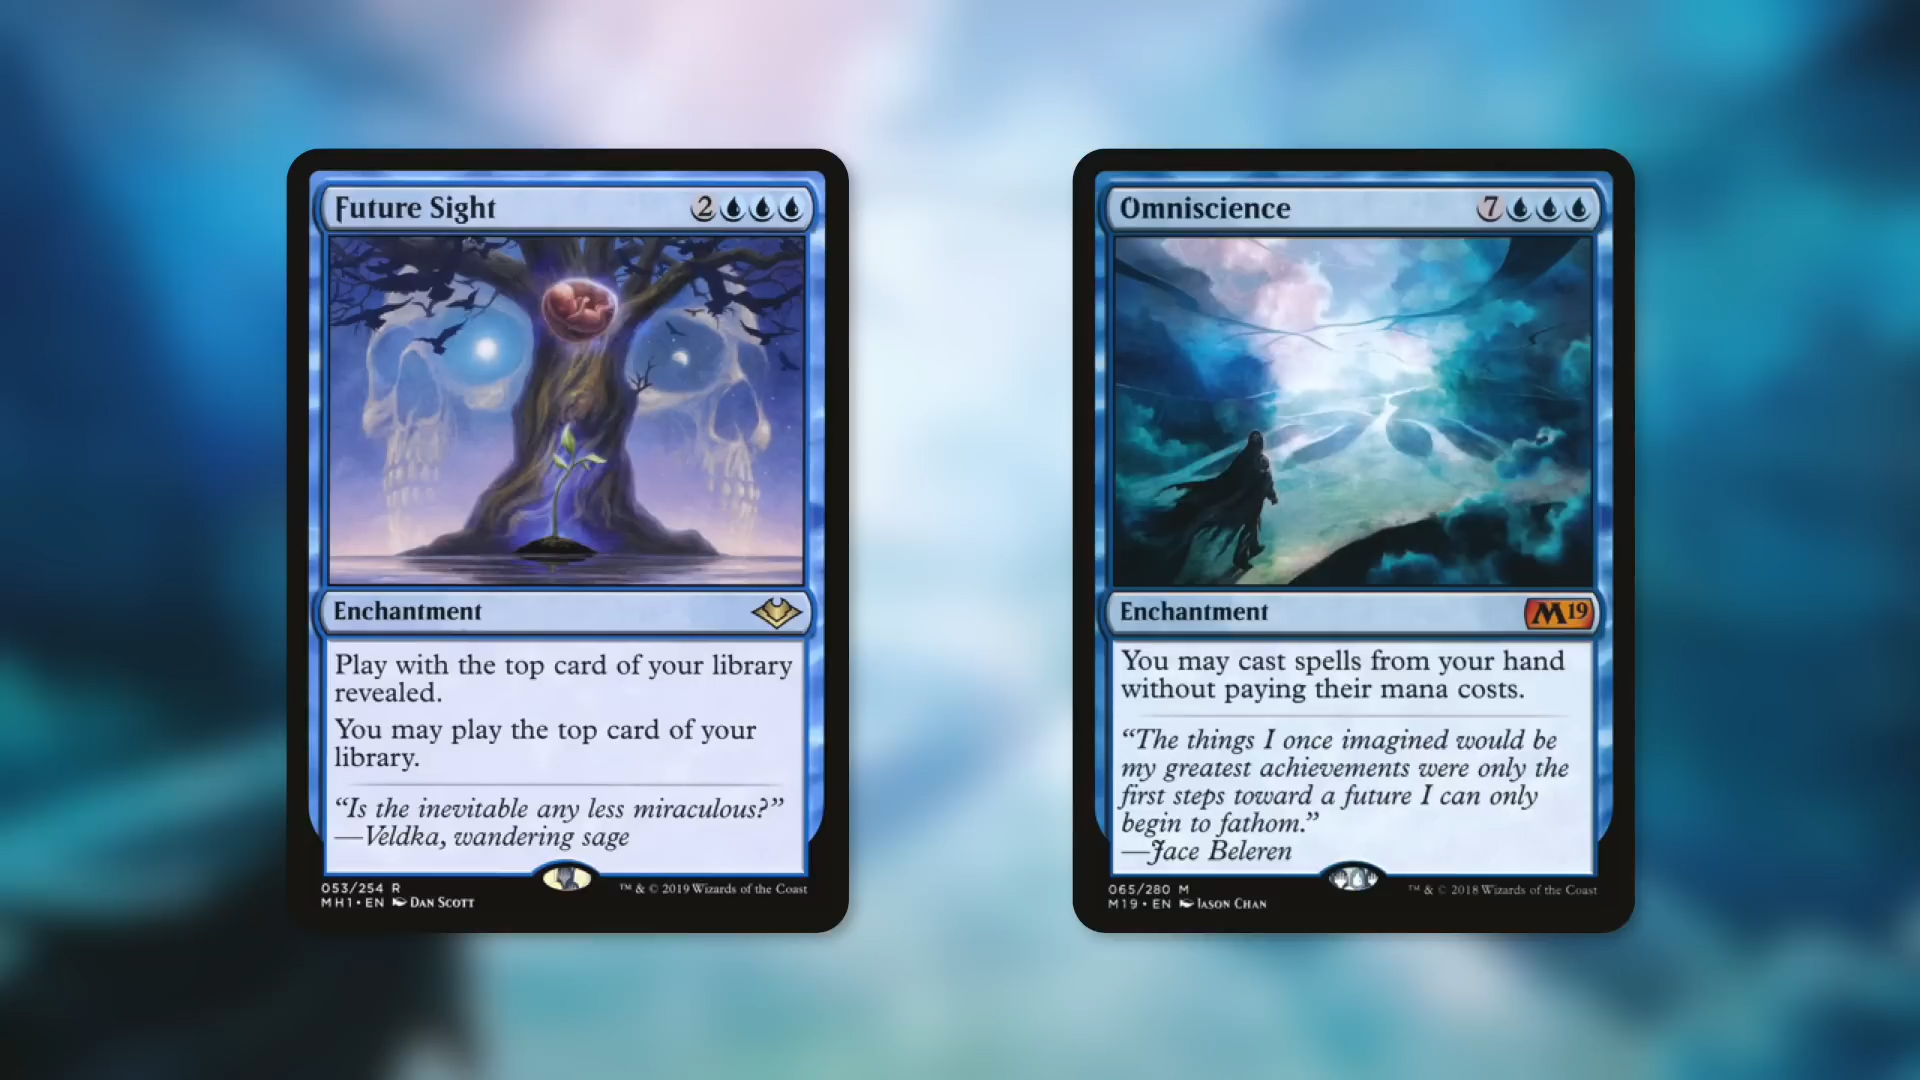 Future Sight 2
Enchantment
Play with the top card of your library
revealed.
You may play the top card of your
library.
“Is the inevitable any less miraculous?”
—Veldka, wandering sage
053/254 R
MH1 • EN DAN SCOTT
™ & © 2019 Wizards of the Coast
Omniscience 7
Enchantment M19
You may cast spells from your hand
without paying their mana costs.
“The things I once imagined would be
my greatest achievements were only the
first steps toward a future I can only
begin to fathom.”
—Jace Beleren
065/280 M
M19 • EN JASON CHAN
™ & © 2018 Wizards of the Coast